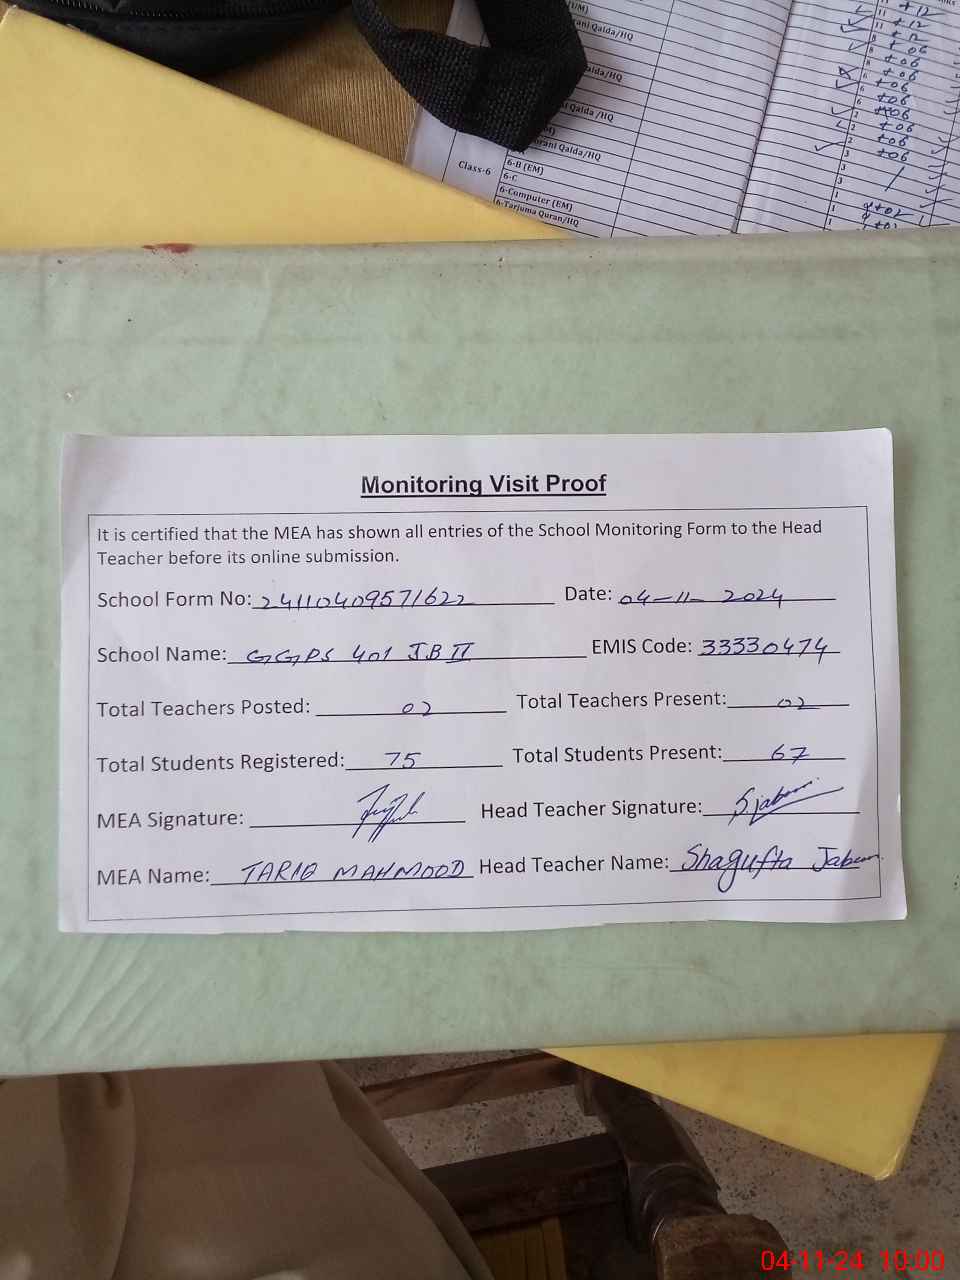 Class-6
6-B (EM)
6-C
6-Computer (EM)
6-Tarjuma Quran/HQ
Monitoring Visit Proof
It is certified that the MEA has shown all entries of the School Monitoring Form to the Head
Teacher before its online submission.
School Form No: 24110409571622 Date: 04-11-2024
School Name: GGPS 401 JB II EMIS Code: 33330474
Total Teachers Posted: 02 Total Teachers Present: 02
Total Students Registered: 75 Total Students Present: 67
MEA Signature: Head Teacher Signature: Sjabeen
MEA Name: TARIQ MAHMOOD Head Teacher Name: Shagufta Jabeen
04-11-24 10:00